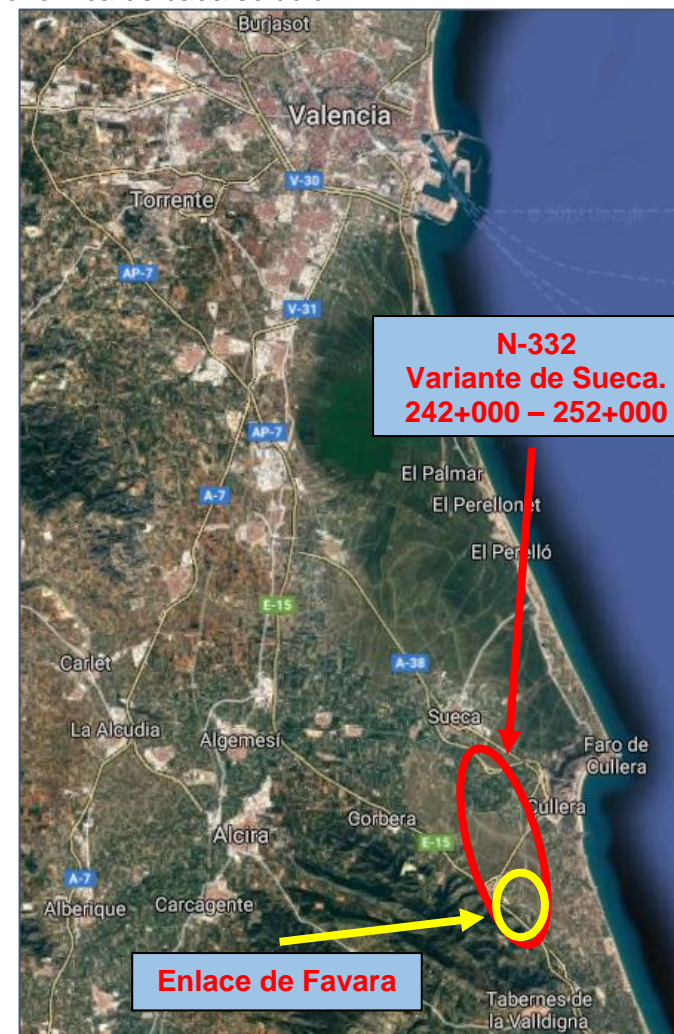 Burjasot
Valencia
V-30
Torrente
AP-7
V-31
N-332
Variante de Sueca.
242+000 – 252+000
AP-7
El Palmar
A-7
El Perellonet
El Perelló
E-15
Carlet
A-38
Sueca
La Alcudia
Algemesí
Faro de
Cullera
Cullera
Gorbera
Alcira
E-15
A-7
Alberique
Carcagente
Enlace de Favara
Tabernes de
la Valldigna